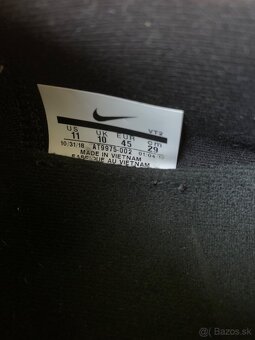 US UK EUR VT2
11 10 45 cm
29
10/31/18 AT9975-002
MADE IN VIETNAM
AU VIETNAM
© Bazos.sk